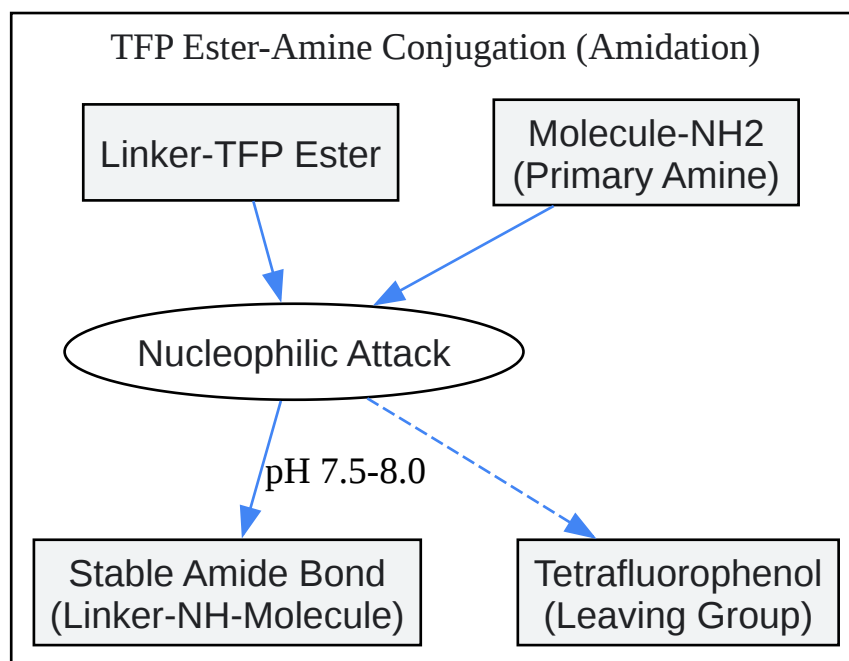 TFP Ester-Amine Conjugation (Amidation)
Linker-TFP Ester
Molecule-NH2
(Primary Amine)
Nucleophilic Attack
pH 7.5-8.0
Stable Amide Bond
(Linker-NH-Molecule)
Tetrafluorophenol
(Leaving Group)